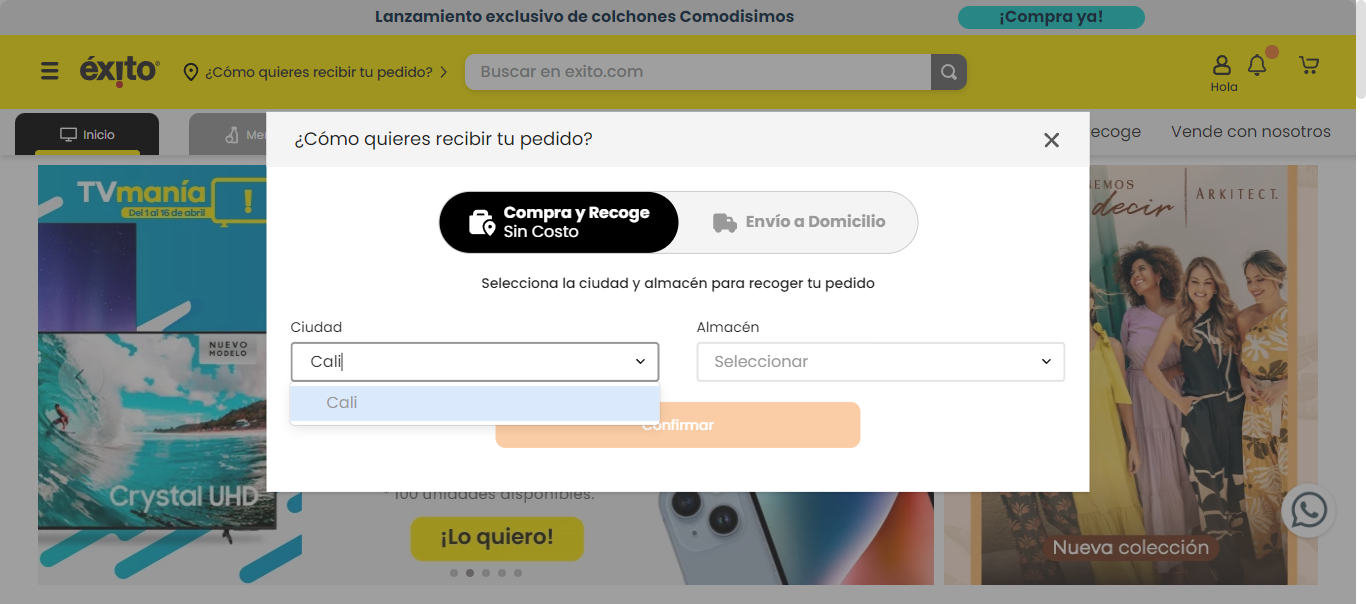 Lanzamiento exclusivo de colchones Comodisimos
¡Compra ya!
éxito
¿Cómo quieres recibir tu pedido?
Buscar en exito.com
Hola
Inicio
Me
ecoge
Vende con nosotros
¿Cómo quieres recibir tu pedido?
Compra y Recoge
Sin Costo
Envío a Domicilio
Selecciona la ciudad y almacén para recoger tu pedido
Ciudad
Almacén
Cali
Seleccionar
Cali
Confirmar
TVmanía
Del 1 al 16 de abril
!
NUEVO
MODELO
Crystal UHD
* 100 unidades disponibles.
¡Lo quiero!
EMOS
decir
ARKITECT.
Nueva colección